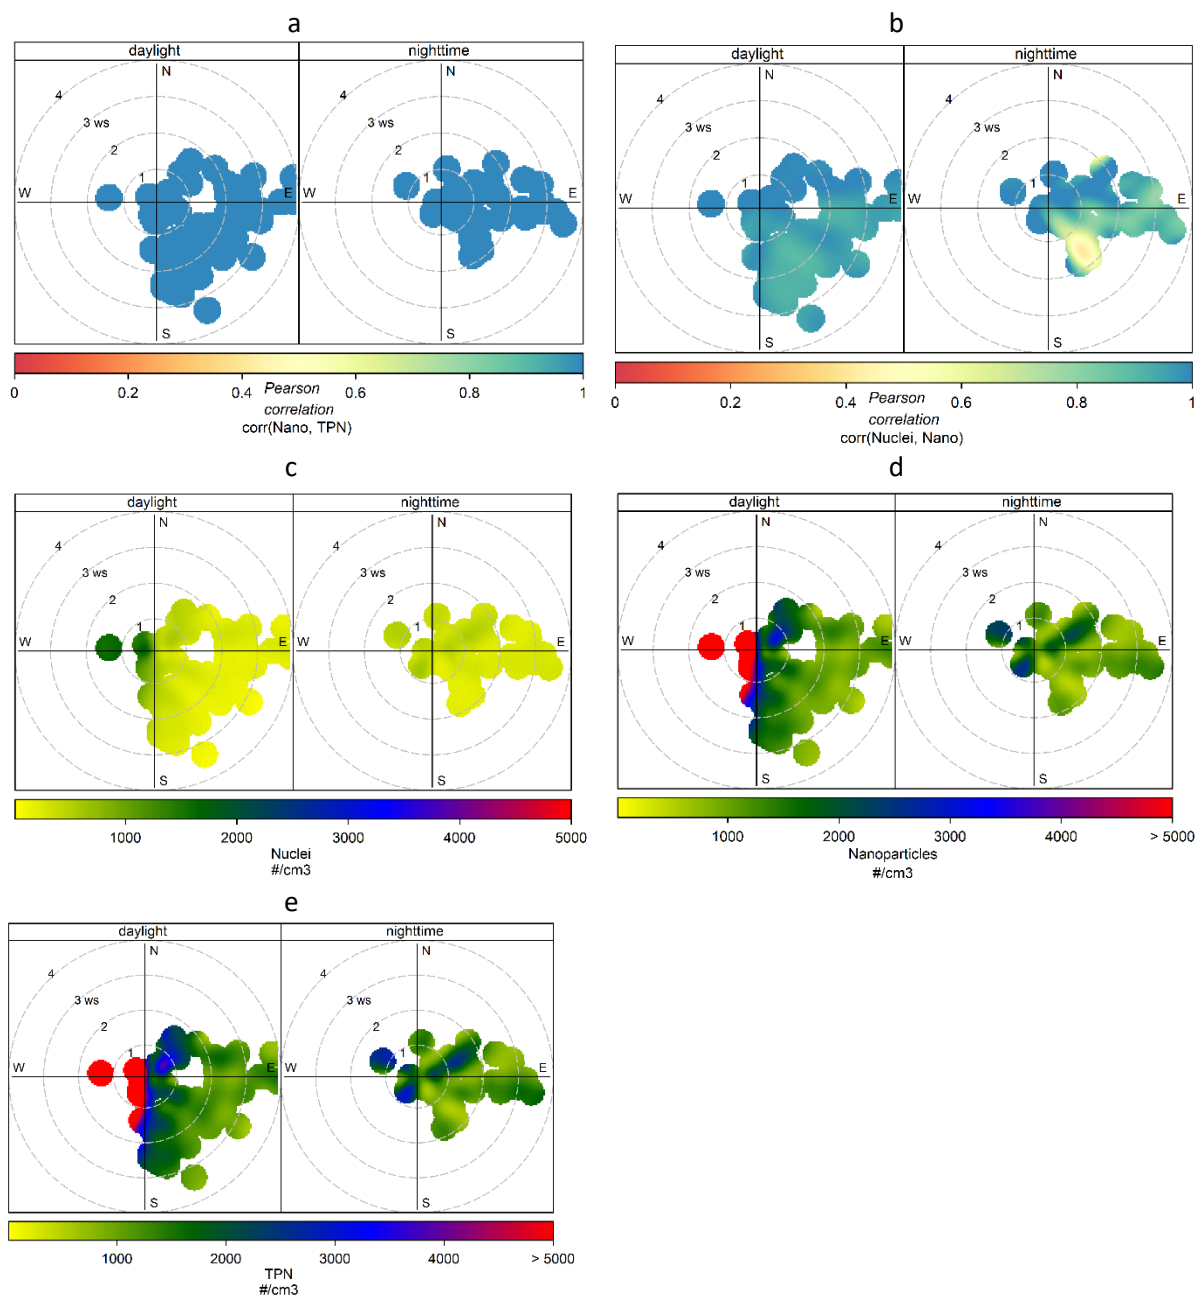 a
daylight nighttime
N N
4 4
3 ws 3 ws
2 2
1 1
W E W E
S S
0 0.2 0.4 0.6 0.8 1
Pearson
correlation
corr(Nano, TPN)
b
daylight nighttime
N N
4 4
3 ws 3 ws
2 2
1 1
W E W E
S S
0 0.2 0.4 0.6 0.8 1
Pearson
correlation
corr(Nuclei, Nano)
c
daylight nighttime
N N
4 4
3 ws 3 ws
2 2
1 1
W E W E
S S
1000 2000 3000 4000 5000
Nuclei
#/cm3
d
daylight nighttime
N N
4 4
3 ws 3 ws
2 2
1 1
W E W E
S S
1000 2000 3000 4000 > 5000
Nanoparticles
#/cm3
e
daylight nighttime
N N
4 4
3 ws 3 ws
2 2
1 1
W E W E
S S
1000 2000 3000 4000 > 5000
TPN
#/cm3